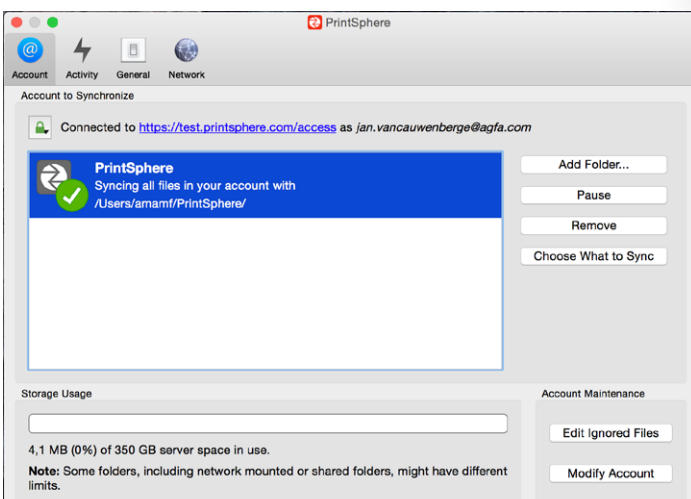 PrintSphere
Account
Activity
General
Network
Account to Synchronize
Connected to https://test.printsphere.com/access as jan.vancauwenberge@agfa.com
PrintSphere
Syncing all files in your account with
/Users/amamf/PrintSphere/
Add Folder...
Pause
Remove
Choose What to Sync
Storage Usage
4,1 MB (0%) of 350 GB server space in use.
Note: Some folders, including network mounted or shared folders, might have different
limits.
Account Maintenance
Edit Ignored Files
Modify Account